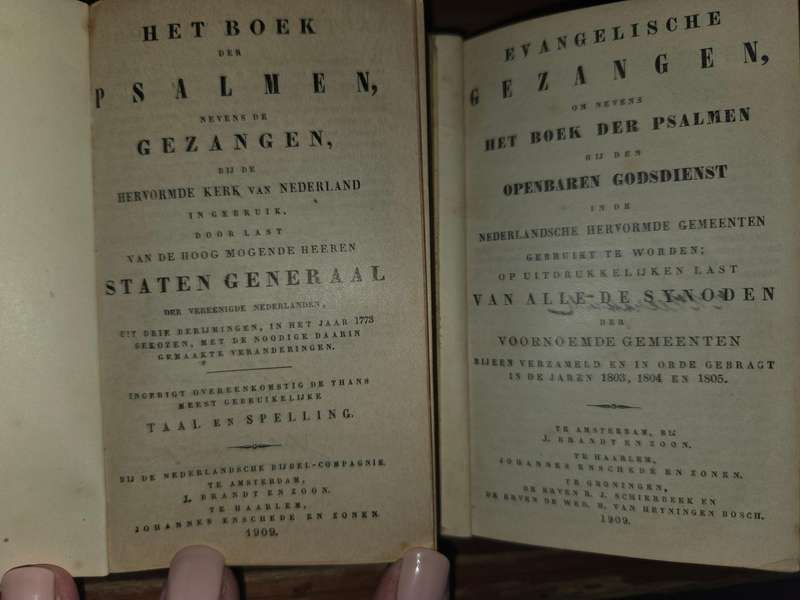 HET BOEK
DER
PSALMEN,
NEVENS DE
GEZANGEN,
BIJ DE
HERVORMDE KERK VAN NEDERLAND
IN GEBRUIK,
DOOR LAST
VAN DE HOOG MOGENDE HEEREN
STATEN GENERAAL
DER VEREENIGDE NEDERLANDEN,
UIT DRIE BERIJMINGEN, IN HET JAAR 1773
GEKOZEN, MET DE NOODIGE DAARIN
GEMAAKTE VERANDERINGEN.
INGERIGT OVEREENKOMSTIG DE THANS
MEEST GEBRUIKELIJKE
TAAL EN SPELLING.
BIJ DE NEDERLANDSCHE BIJBEL-COMPAGNIE.
TE AMSTERDAM,
J. BRANDT EN ZOON.
TE HAARLEM,
JOHANNES ENSCHEDÉ EN ZONEN.
1909.
EVANGELISCHE
GEZANGEN,
OM NEVENS
HET BOEK DER PSALMEN
BIJ DEN
OPENBAREN GODSDIENST
IN DE
NEDERLANDSCHE HERVORMDE GEMEENTEN
GEBRUIKT TE WORDEN;
OP UITDRUKKELIJKEN LAST
VAN ALLE DE SYNODEN
DER
VOORNOEMDE GEMEENTEN
BIJEEN VERZAMELD EN IN ORDE GEBRAGT
IN DE JAREN 1803, 1804 EN 1805.
TE AMSTERDAM, BIJ
J. BRANDT EN ZOON.
TE HAARLEM,
JOHANNES ENSCHEDÉ EN ZONEN.
TE GRONINGEN,
DE ERVEN R. J. SCHIERBEEK EN
DE ERVEN DE WED. M. VAN HEYNINGEN BOSCH.
1909.